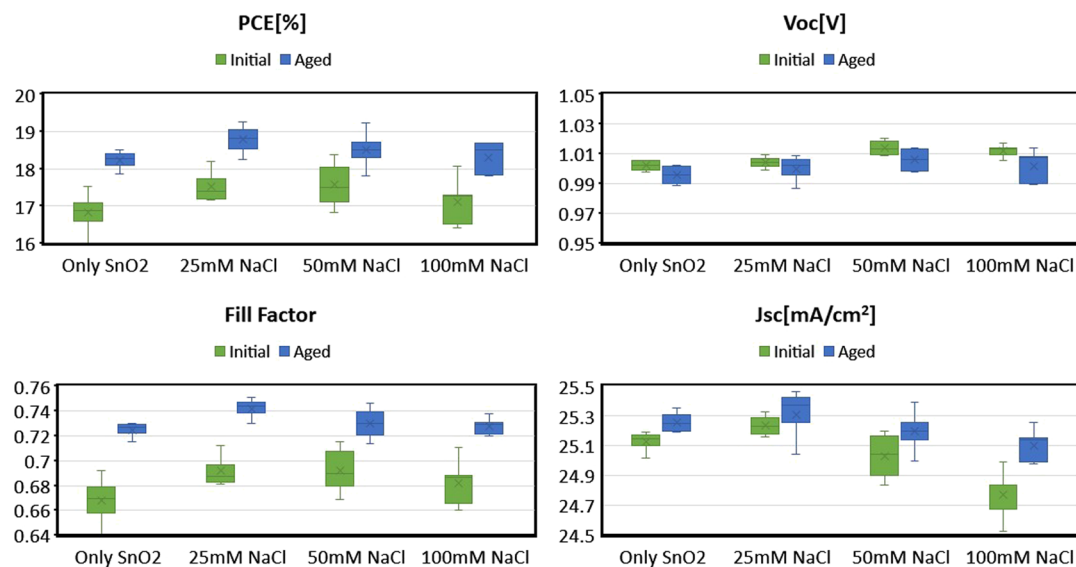 PCE[%]
Initial Aged
20
19
18
17
16
Only SnO2 25mM NaCl 50mM NaCl 100mM NaCl
Voc[V]
Initial Aged
1.05
1.03
1.01
0.99
0.97
0.95
Only SnO2 25mM NaCl 50mM NaCl 100mM NaCl
Fill Factor
Initial Aged
0.76
0.74
0.72
0.7
0.68
0.66
0.64
Only SnO2 25mM NaCl 50mM NaCl 100mM NaCl
Jsc[mA/cm²]
Initial Aged
25.5
25.3
25.1
24.9
24.7
24.5
Only SnO2 25mM NaCl 50mM NaCl 100mM NaCl